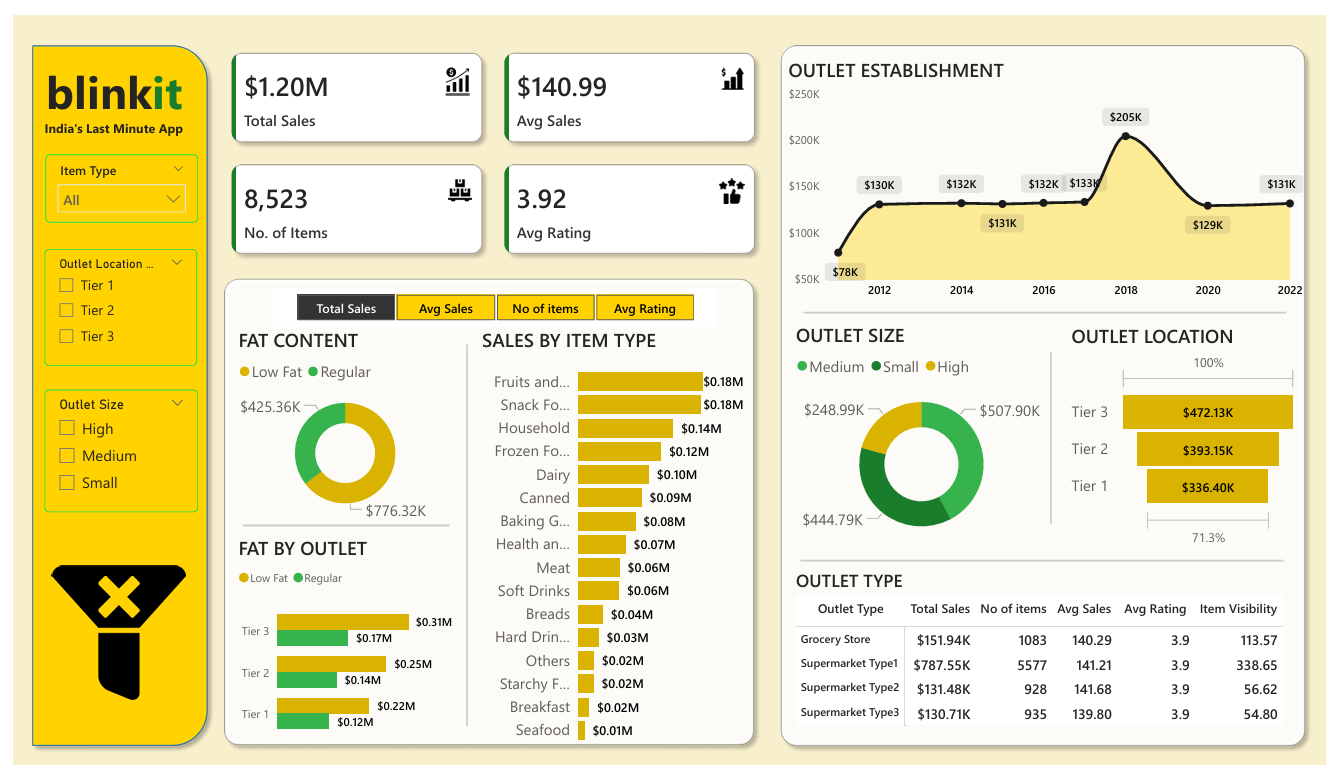 blinkit
India's Last Minute App
Item Type
All
Outlet Location ...
Tier 1
Tier 2
Tier 3
Outlet Size
High
Medium
Small
$1.20M
Total Sales
$140.99
Avg Sales
8,523
No. of Items
3.92
Avg Rating
Total Sales Avg Sales No of items Avg Rating
FAT CONTENT
Low Fat Regular
$425.36K
$776.32K
FAT BY OUTLET
Low Fat Regular
Tier 3 $0.31M
$0.17M
Tier 2 $0.25M
$0.14M
Tier 1 $0.22M
$0.12M
SALES BY ITEM TYPE
Fruits and... $0.18M
Snack Fo... $0.18M
Household $0.14M
Frozen Fo... $0.12M
Dairy $0.10M
Canned $0.09M
Baking G... $0.08M
Health an... $0.07M
Meat $0.06M
Soft Drinks $0.06M
Breads $0.04M
Hard Drin... $0.03M
Others $0.02M
Starchy F... $0.02M
Breakfast $0.02M
Seafood $0.01M
OUTLET ESTABLISHMENT
$250K
$200K
$150K
$100K
$50K
$78K
$130K
$132K
$131K
$132K
$133K
$205K
$129K
$131K
2012 2014 2016 2018 2020 2022
OUTLET SIZE
Medium Small High
$248.99K
$507.90K
$444.79K
OUTLET LOCATION
100%
Tier 3 $472.13K
Tier 2 $393.15K
Tier 1 $336.40K
71.3%
OUTLET TYPE
Outlet Type Total Sales No of items Avg Sales Avg Rating Item Visibility
Grocery Store $151.94K 1083 140.29 3.9 113.57
Supermarket Type1 $787.55K 5577 141.21 3.9 338.65
Supermarket Type2 $131.48K 928 141.68 3.9 56.62
Supermarket Type3 $130.71K 935 139.80 3.9 54.80